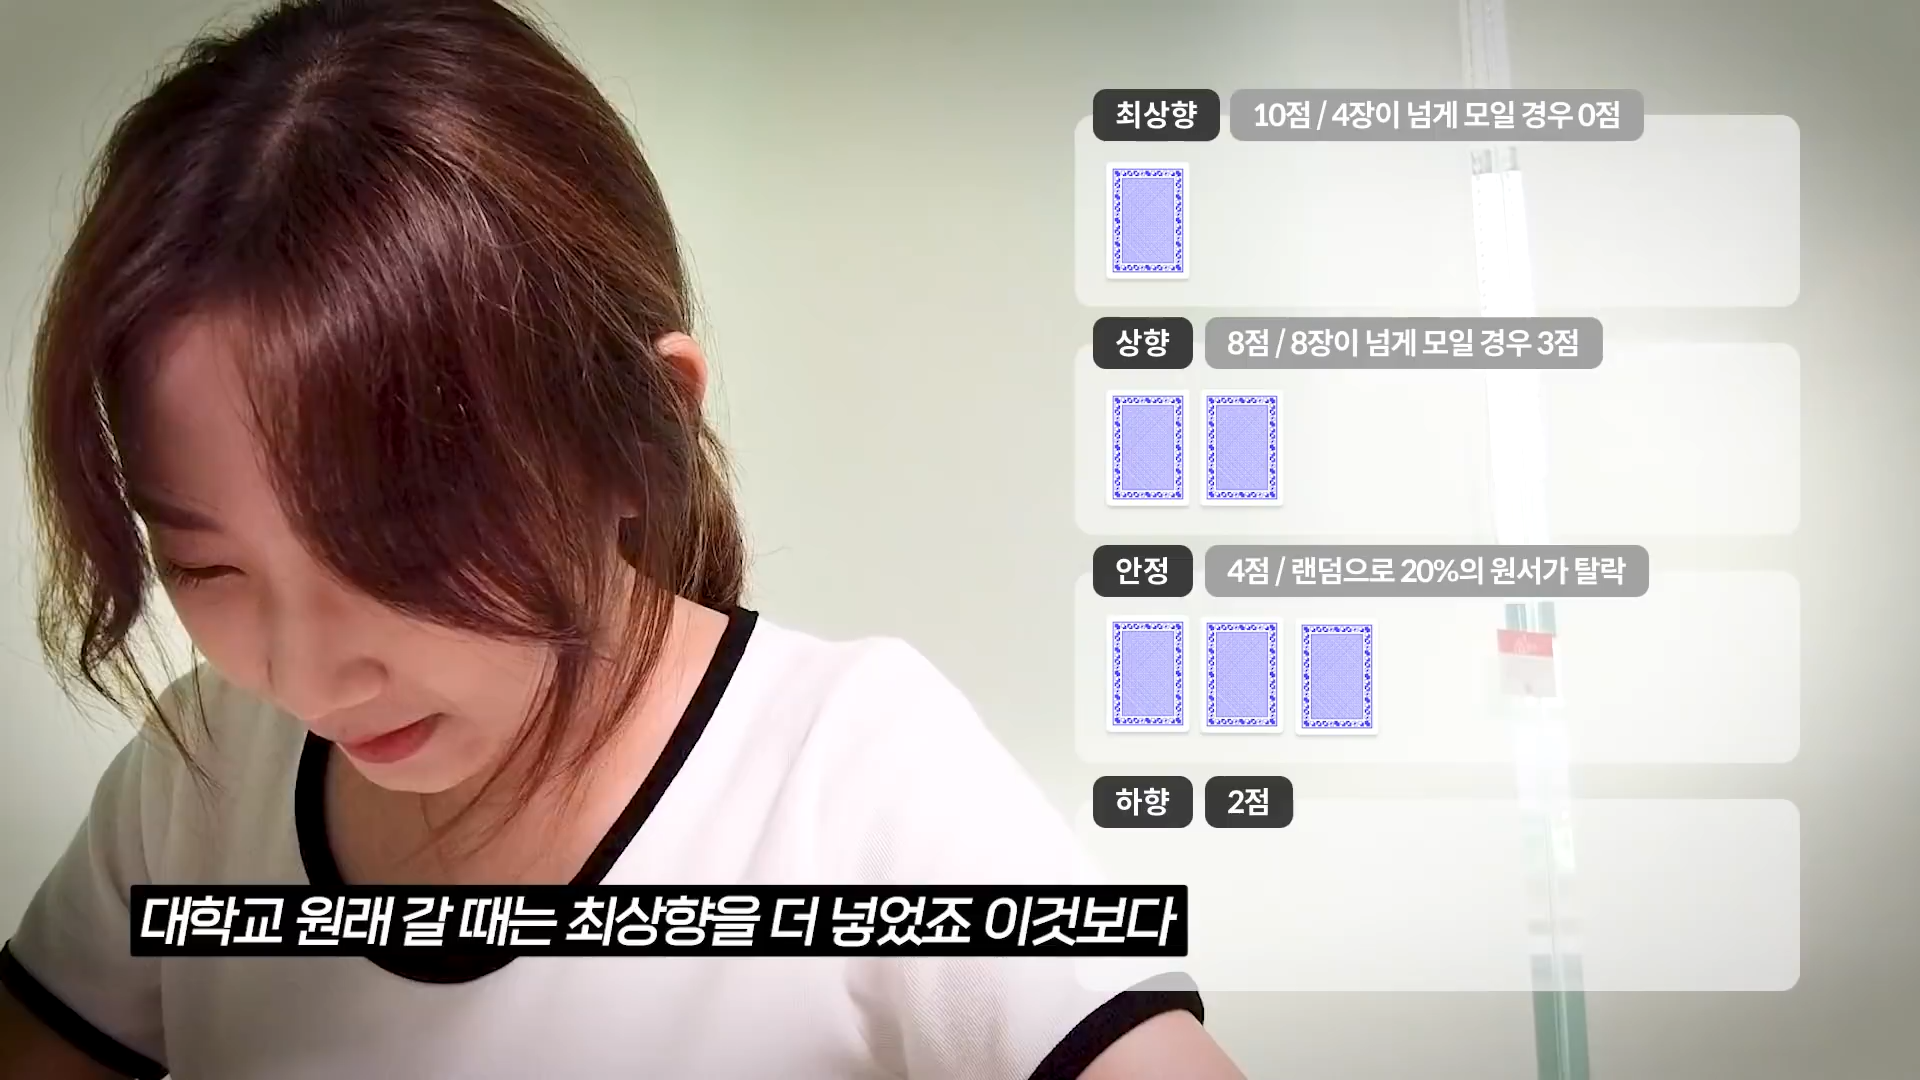 최상향 10점 / 4장이 넘게 모일 경우 0점
상향 8점 / 8장이 넘게 모일 경우 3점
안정 4점 / 랜덤으로 20%의 원서가 탈락
하향 2점
대학교 원래 갈 때는 최상향을 더 넣었죠 이것보다